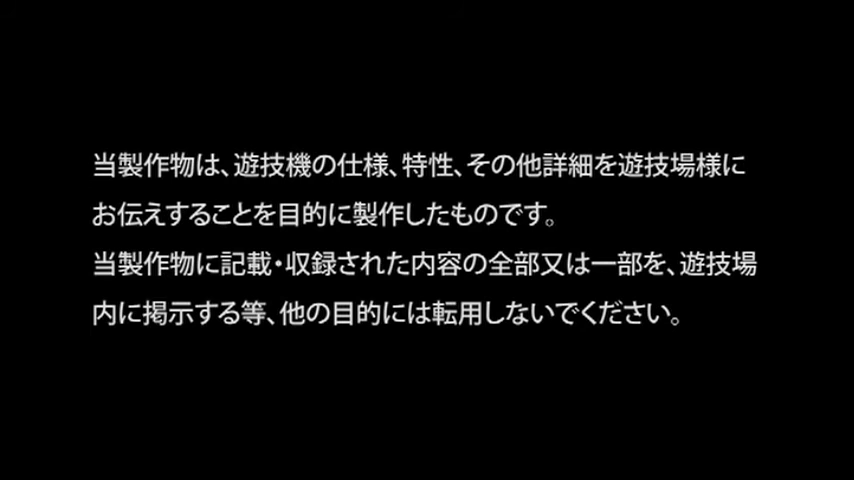 当製作物は、遊技機の仕様、特性、その他詳細を遊技場様に
お伝えすることを目的に製作したものです。
当製作物に記載・収録された内容の全部又は一部を、遊技場
内に掲示する等、他の目的には転用しないでください。